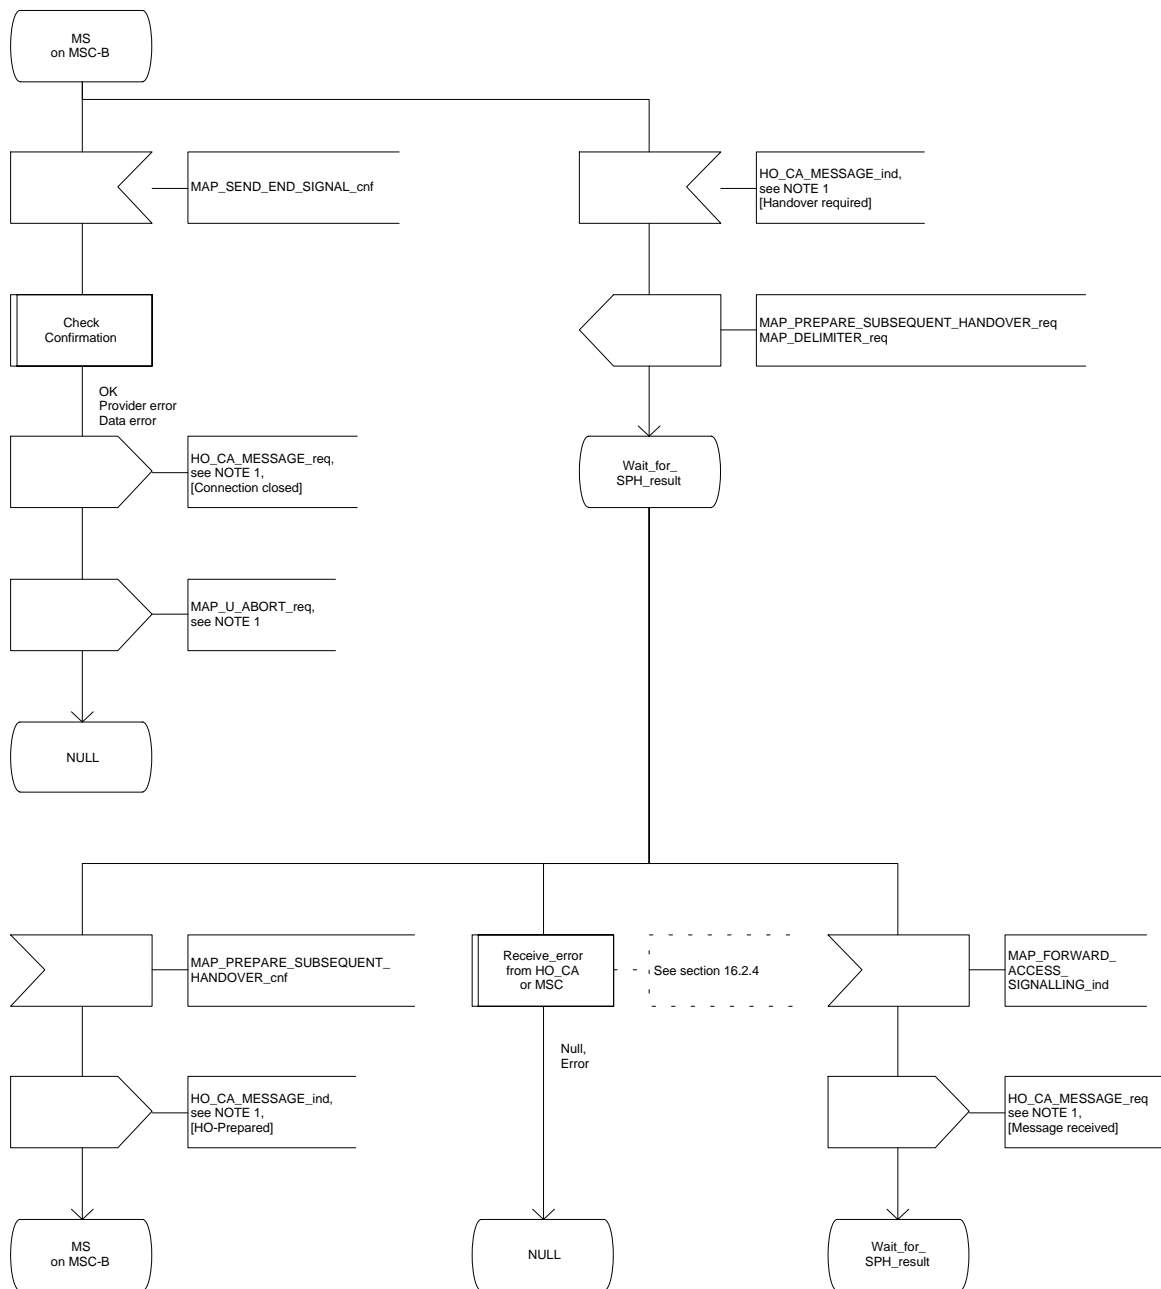 MS
on MSC-B
MAP_SEND_END_SIGNAL_cnf
HO_CA_MESSAGE_ind,
see NOTE 1
[Handover required]
Check
Confirmation
MAP_PREPARE_SUBSEQUENT_HANDOVER_req
MAP_DELIMITER_req
OK
Provider error
Data error
HO_CA_MESSAGE_req,
see NOTE 1,
[Connection closed]
Wait_for_
SPH_result
MAP_U_ABORT_req,
see NOTE 1
NULL
MAP_PREPARE_SUBSEQUENT_
HANDOVER_cnf
Receive_error
from HO_CA
or MSC
See section 16.2.4
MAP_FORWARD_
ACCESS_
SIGNALLING_ind
Null,
Error
HO_CA_MESSAGE_ind,
see NOTE 1,
[HO-Prepared]
HO_CA_MESSAGE_req
see NOTE 1,
[Message received]
MS
on MSC-B
NULL
Wait_for_
SPH_result